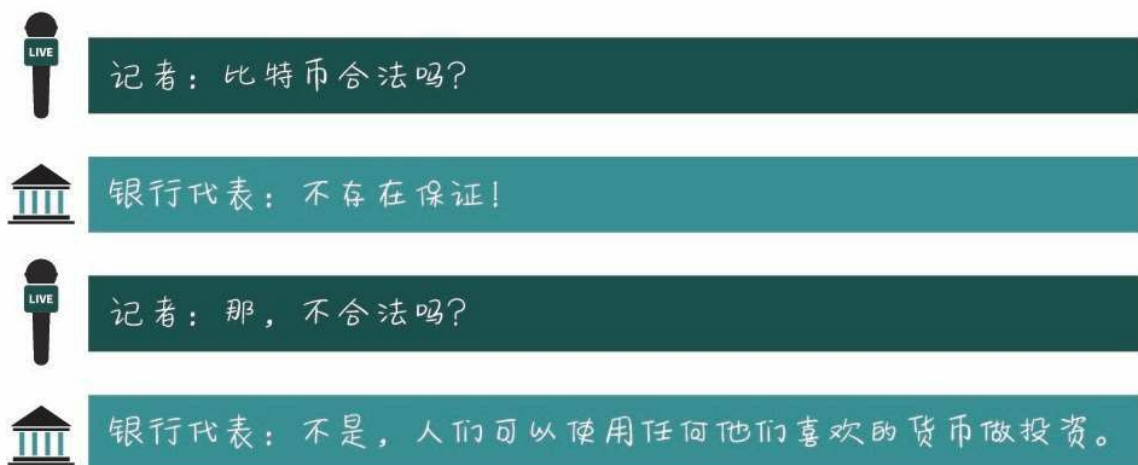 LIVE
记者：比特币合法吗？
银行代表：不存在保证！
LIVE
记者：那，不合法吗？
银行代表：不是，人们可以使用任何他们喜欢的货币做投资。